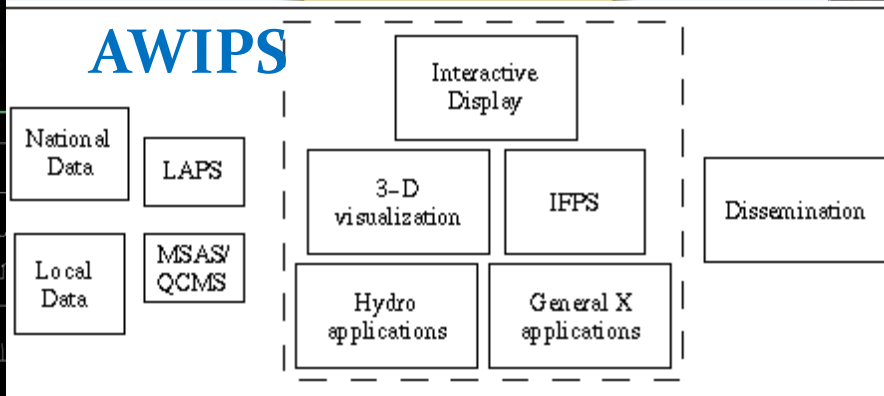 AWIPS
National
Data
LAPS
Local
Data
MSAS/
QCMS
Interactive
Display
3-D
visualization
IFPS
Hydro
applications
General X
applications
Dissemination